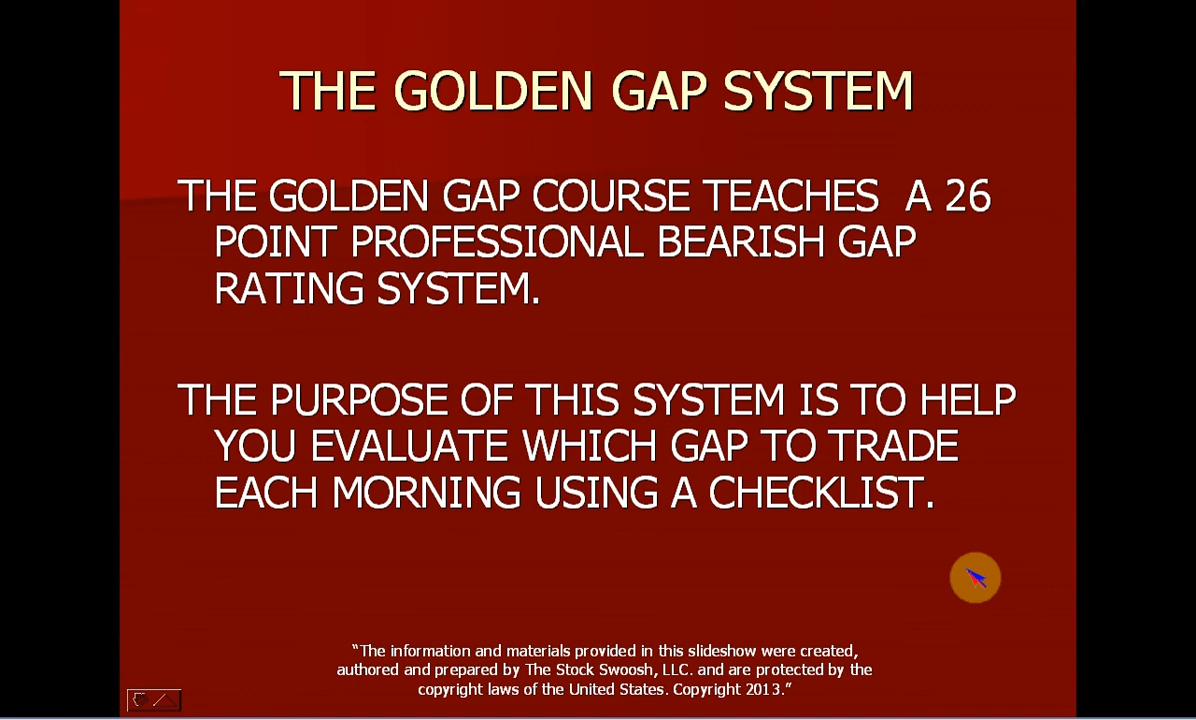 THE GOLDEN GAP SYSTEM
THE GOLDEN GAP COURSE TEACHES A 26
POINT PROFESSIONAL BEARISH GAP
RATING SYSTEM.
THE PURPOSE OF THIS SYSTEM IS TO HELP
YOU EVALUATE WHICH GAP TO TRADE
EACH MORNING USING A CHECKLIST.
“The information and materials provided in this slideshow were created,
authored and prepared by The Stock Swoosh, LLC. and are protected by the
copyright laws of the United States. Copyright 2013.”